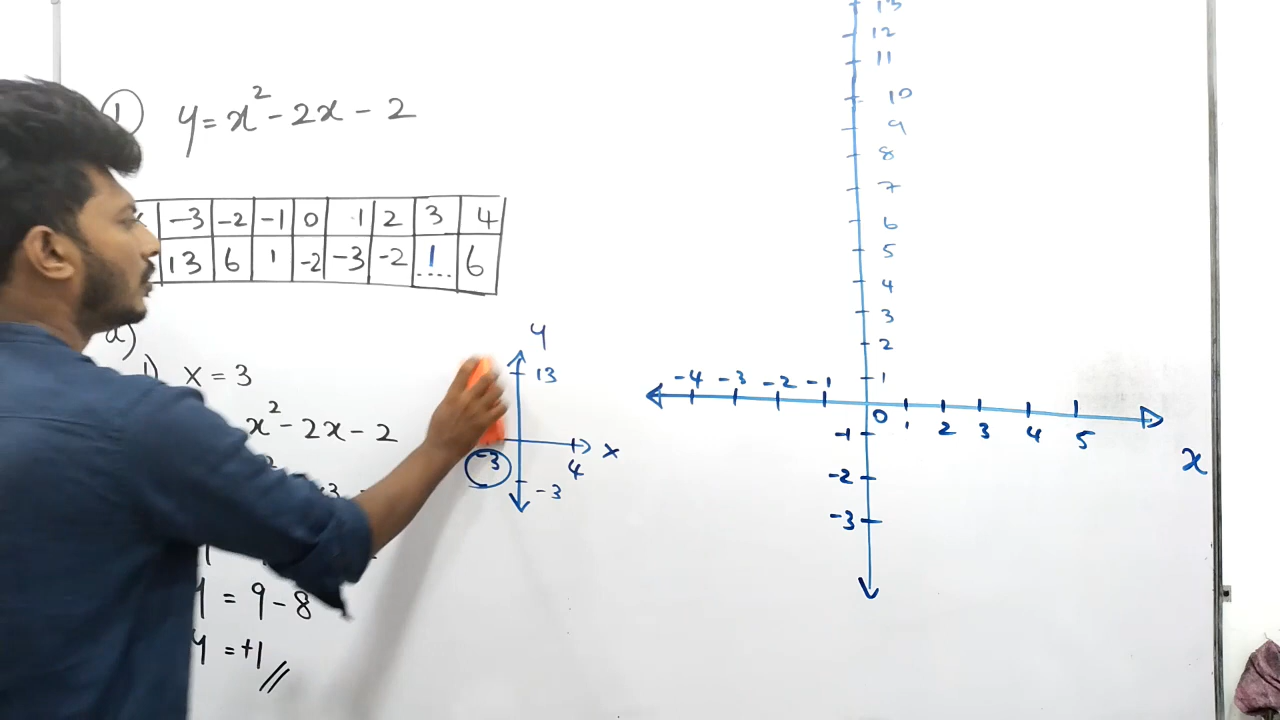 1 y = x² - 2x - 2
-3 -2 -1 0 1 2 3 4
13 6 1 -2 -3 -2 1 6
a)
i) x = 3
x² - 2x - 2
y = 9 - 8
y = +1
y
13
x
-3 4
-3
13
12
11
10
9
8
7
6
5
4
3
2
1
-4 -3 -2 -1 0 1 2 3 4 5
x
-1
-2
-3